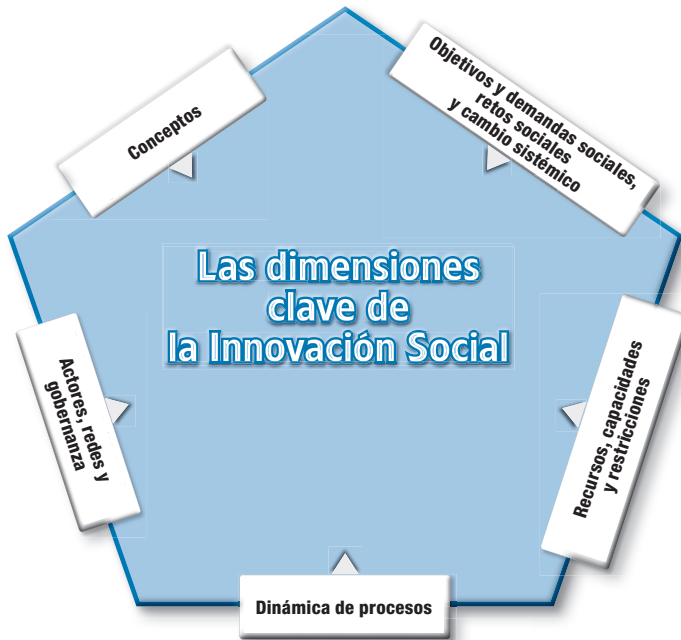 Conceptos
Objetivos y demandas sociales,
retos sociales
y cambio sistémico
Las dimensiones
clave de
la Innovación Social
Actores, redes y
gobernanza
Recursos, capacidades
y restricciones
Dinámica de procesos